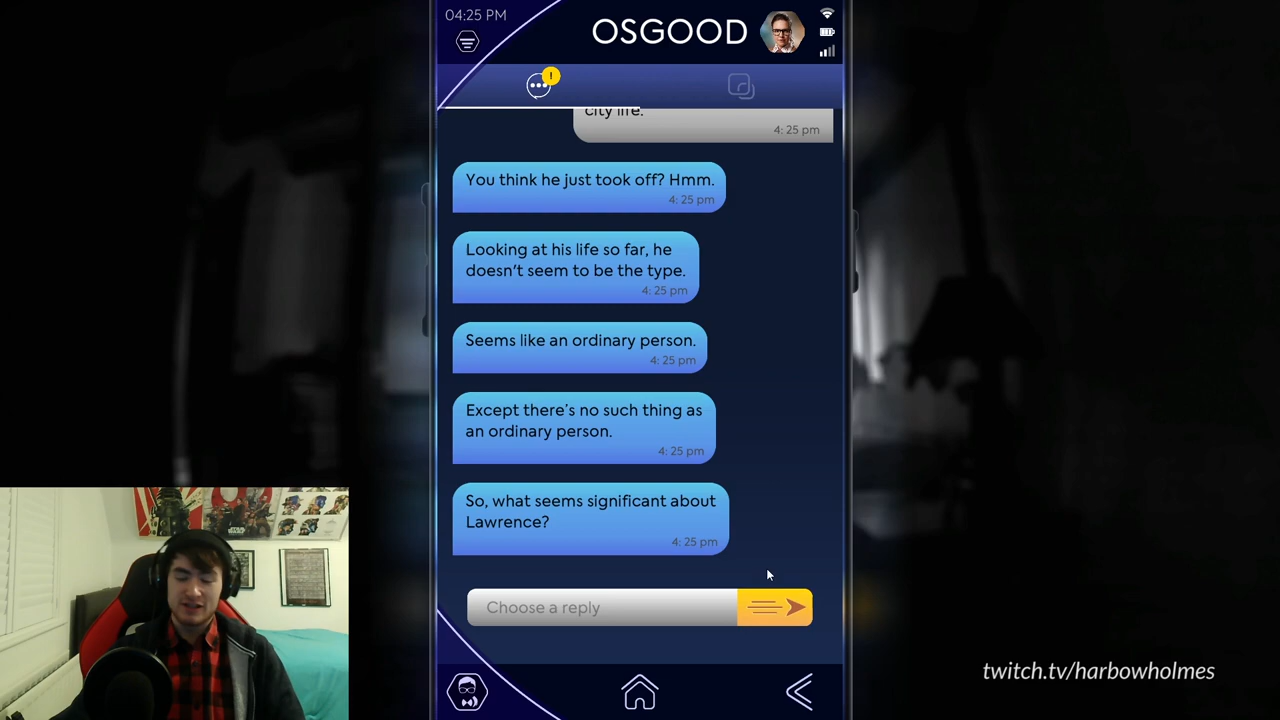 04:25 PM
OSGOOD
!
city life.
4: 25 pm
You think he just took off? Hmm.
4: 25 pm
Looking at his life so far, he
doesn't seem to be the type.
4: 25 pm
Seems like an ordinary person.
4: 25 pm
Except there's no such thing as
an ordinary person.
4: 25 pm
So, what seems significant about
Lawrence?
4: 25 pm
Choose a reply
STAR WARS
twitch.tv/harbowholmes